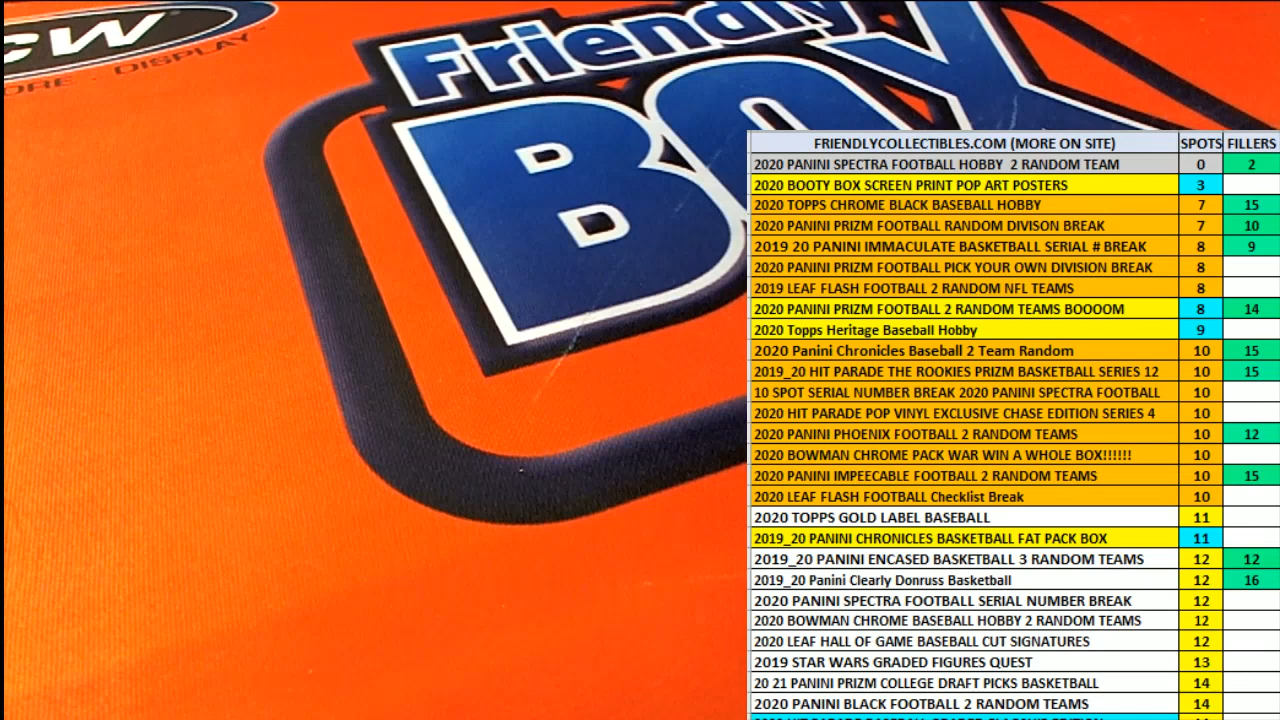 CW
ORE - DISPLAY
Friendly
BOX
FRIENDLYCOLLECTIBLES.COM (MORE ON SITE) SPOTS FILLERS
2020 PANINI SPECTRA FOOTBALL HOBBY 2 RANDOM TEAM 0 2
2020 BOOTY BOX SCREEN PRINT POP ART POSTERS 3
2020 TOPPS CHROME BLACK BASEBALL HOBBY 7 15
2020 PANINI PRIZM FOOTBALL RANDOM DIVISON BREAK 7 10
2019 20 PANINI IMMACULATE BASKETBALL SERIAL # BREAK 8 9
2020 PANINI PRIZM FOOTBALL PICK YOUR OWN DIVISION BREAK 8
2019 LEAF FLASH FOOTBALL 2 RANDOM NFL TEAMS 8
2020 PANINI PRIZM FOOTBALL 2 RANDOM TEAMS BOOOOM 8 14
2020 Topps Heritage Baseball Hobby 9
2020 Panini Chronicles Baseball 2 Team Random 10 15
2019_20 HIT PARADE THE ROOKIES PRIZM BASKETBALL SERIES 12 10 15
10 SPOT SERIAL NUMBER BREAK 2020 PANINI SPECTRA FOOTBALL 10
2020 HIT PARADE POP VINYL EXCLUSIVE CHASE EDITION SERIES 4 10
2020 PANINI PHOENIX FOOTBALL 2 RANDOM TEAMS 10 12
2020 BOWMAN CHROME PACK WAR WIN A WHOLE BOX!!!!!! 10
2020 PANINI IMPEECABLE FOOTBALL 2 RANDOM TEAMS 10 15
2020 LEAF FLASH FOOTBALL Checklist Break 10
2020 TOPPS GOLD LABEL BASEBALL 11
2019_20 PANINI CHRONICLES BASKETBALL FAT PACK BOX 11
2019_20 PANINI ENCASED BASKETBALL 3 RANDOM TEAMS 12 12
2019_20 Panini Clearly Donruss Basketball 12 16
2020 PANINI SPECTRA FOOTBALL SERIAL NUMBER BREAK 12
2020 BOWMAN CHROME BASEBALL HOBBY 2 RANDOM TEAMS 12
2020 LEAF HALL OF GAME BASEBALL CUT SIGNATURES 12
2019 STAR WARS GRADED FIGURES QUEST 13
20 21 PANINI PRIZM COLLEGE DRAFT PICKS BASKETBALL 14
2020 PANINI BLACK FOOTBALL 2 RANDOM TEAMS 14